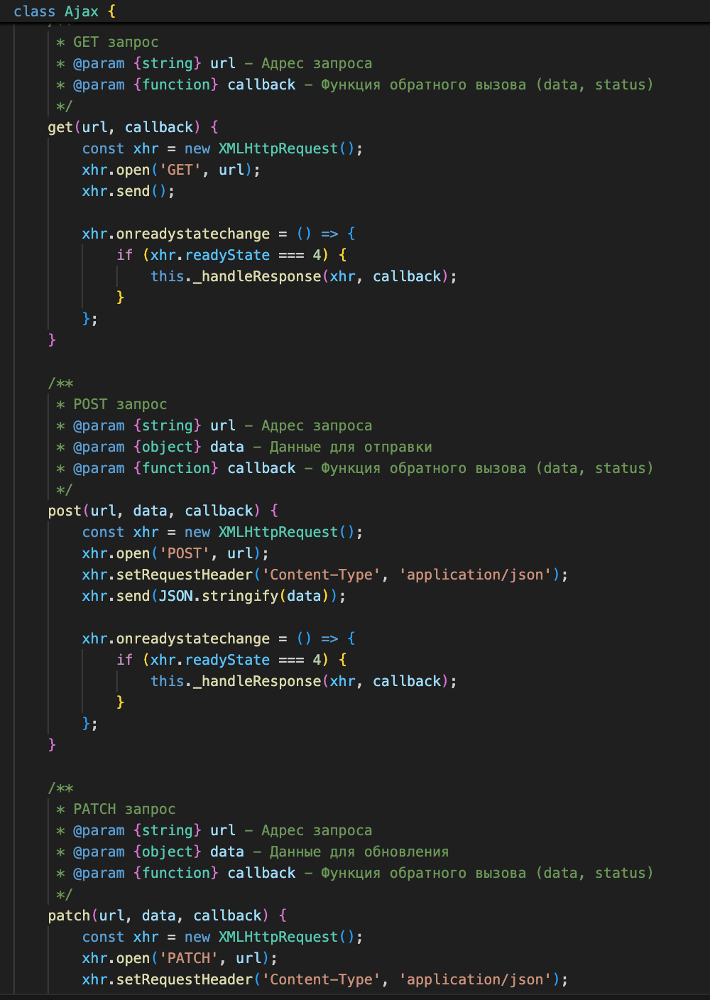 class Ajax {
/**
* GET запрос
* @param {string} url – Адрес запроса
* @param {function} callback – Функция обратного вызова (data, status)
*/
get(url, callback) {
const xhr = new XMLHttpRequest();
xhr.open('GET', url);
xhr.send();
xhr.onreadystatechange = () => {
if (xhr.readyState === 4) {
this._handleResponse(xhr, callback);
}
};
}
/**
* POST запрос
* @param {string} url – Адрес запроса
* @param {object} data – Данные для отправки
* @param {function} callback – Функция обратного вызова (data, status)
*/
post(url, data, callback) {
const xhr = new XMLHttpRequest();
xhr.open('POST', url);
xhr.setRequestHeader('Content-Type', 'application/json');
xhr.send(JSON.stringify(data));
xhr.onreadystatechange = () => {
if (xhr.readyState === 4) {
this._handleResponse(xhr, callback);
}
};
}
/**
* PATCH запрос
* @param {string} url – Адрес запроса
* @param {object} data – Данные для обновления
* @param {function} callback – Функция обратного вызова (data, status)
*/
patch(url, data, callback) {
const xhr = new XMLHttpRequest();
xhr.open('PATCH', url);
xhr.setRequestHeader('Content-Type', 'application/json');